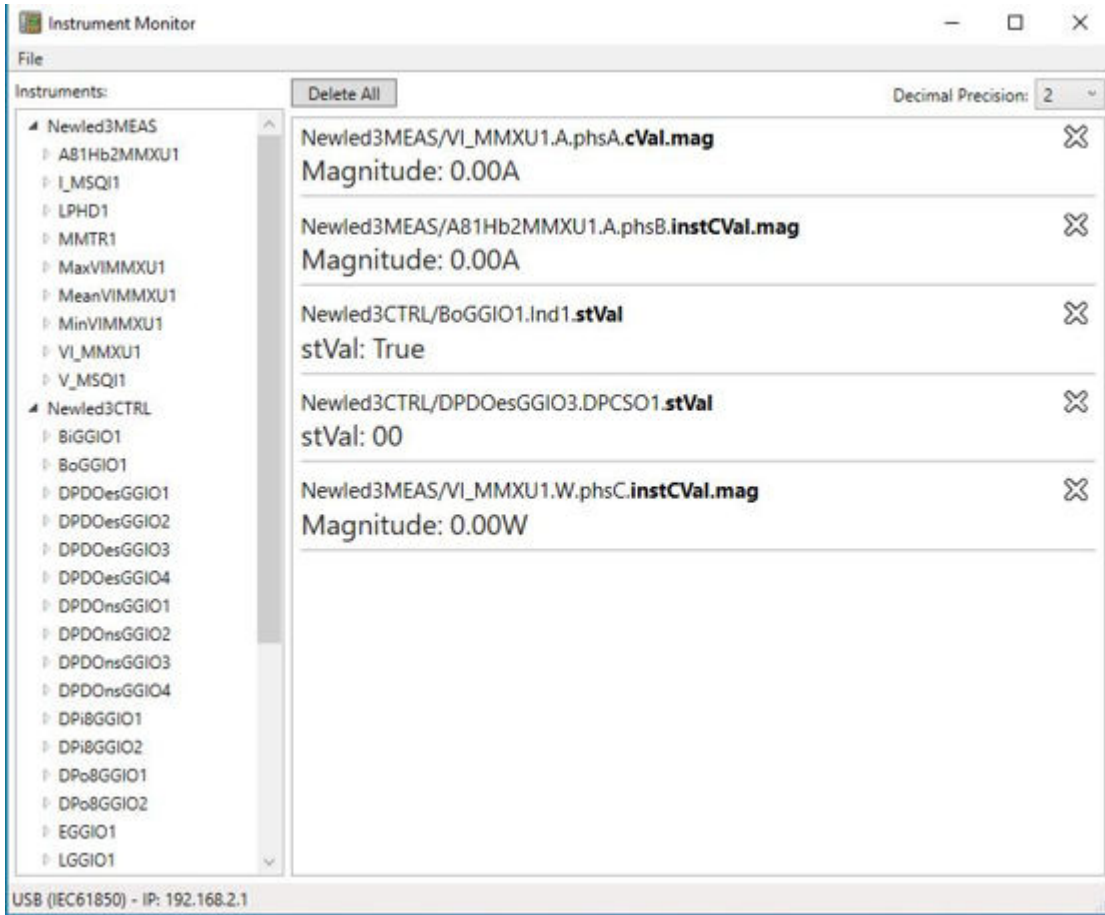 Instrument Monitor
File
Instruments:
Newled3MEAS
A81Hb2MMXU1
I_MSQI1
LPHD1
MMTR1
MaxVIMMXU1
MeanVIMMXU1
MinVIMMXU1
VI_MMXU1
V_MSQI1
Newled3CTRL
BiGGIO1
BoGGIO1
DPDOesGGIO1
DPDOesGGIO2
DPDOesGGIO3
DPDOesGGIO4
DPDOnsGGIO1
DPDOnsGGIO2
DPDOnsGGIO3
DPDOnsGGIO4
DPi8GGIO1
DPi8GGIO2
DPo8GGIO1
DPo8GGIO2
EGGIO1
LGGIO1
Delete All
Decimal Precision: 2
Newled3MEAS/VI_MMXU1.A.phsA.cVal.mag
Magnitude: 0.00A
Newled3MEAS/A81Hb2MMXU1.A.phsB.instCVal.mag
Magnitude: 0.00A
Newled3CTRL/BoGGIO1.Ind1.stVal
stVal: True
Newled3CTRL/DPDOesGGIO3.DPCSO1.stVal
stVal: 00
Newled3MEAS/VI_MMXU1.W.phsC.instCVal.mag
Magnitude: 0.00W
USB (IEC61850) - IP: 192.168.2.1